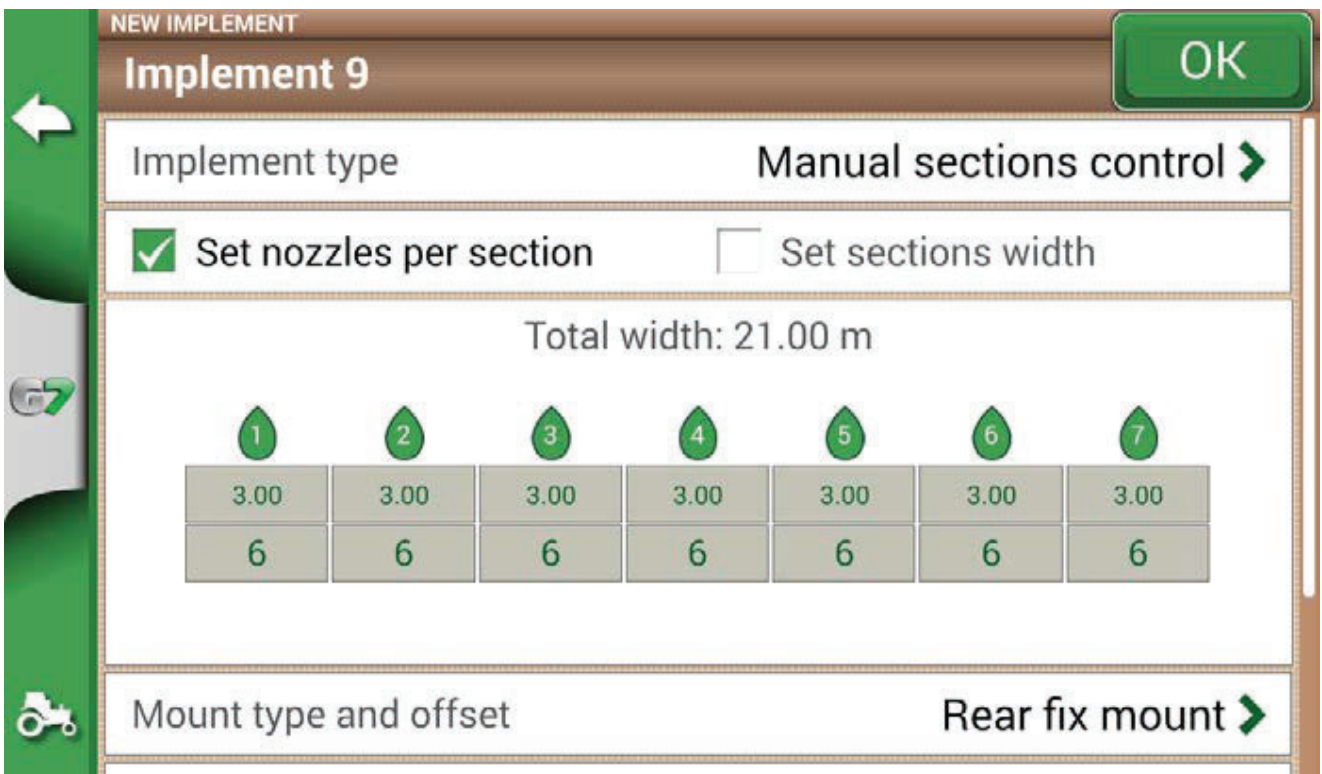 NEW IMPLEMENT
Implement 9
OK
Implement type
Manual sections control
Set nozzles per section
Set sections width
Total width: 21.00 m
1 2 3 4 5 6 7
3.00 3.00 3.00 3.00 3.00 3.00 3.00
6 6 6 6 6 6 6
G7
Mount type and offset
Rear fix mount